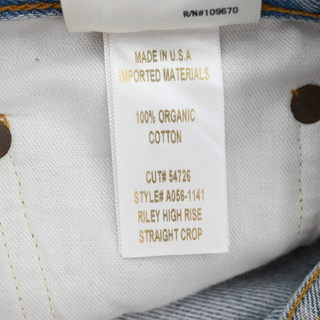 R/N#109670
MADE IN U.S.A
IMPORTED MATERIALS
100% ORGANIC
COTTON
CUT# 54726
STYLE# A056-1141
RILEY HIGH RISE
STRAIGHT CROP